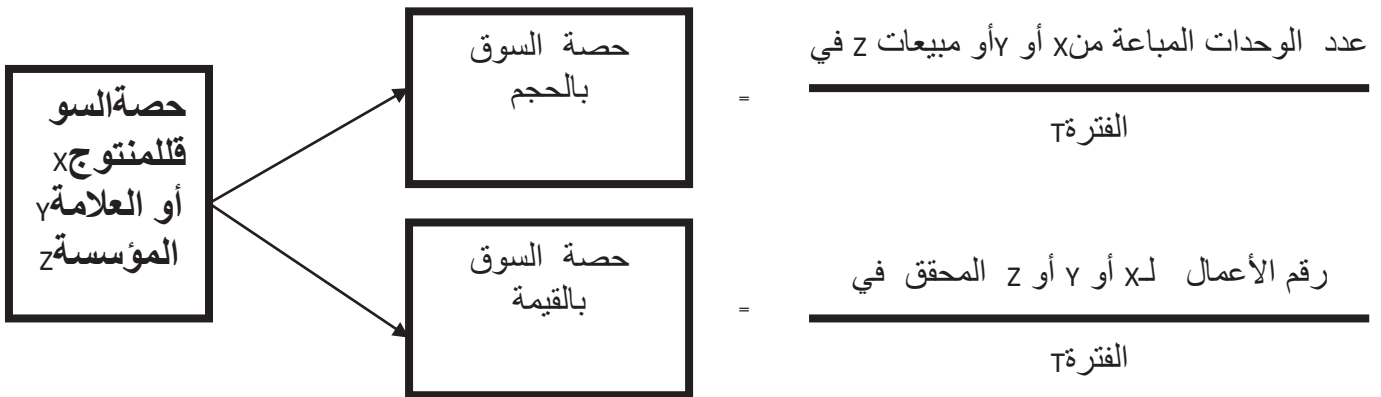 حصةالسو
قللمنتوجX
أو العلامةY
المؤسسةZ
حصة السوق
بالحجم
=
عدد الوحدات المباعة منX أو Yأو مبيعات Z في
الفترةT
حصة السوق
بالقيمة
=
رقم الأعمال لـX أو Y أو Z المحقق في
الفترةT